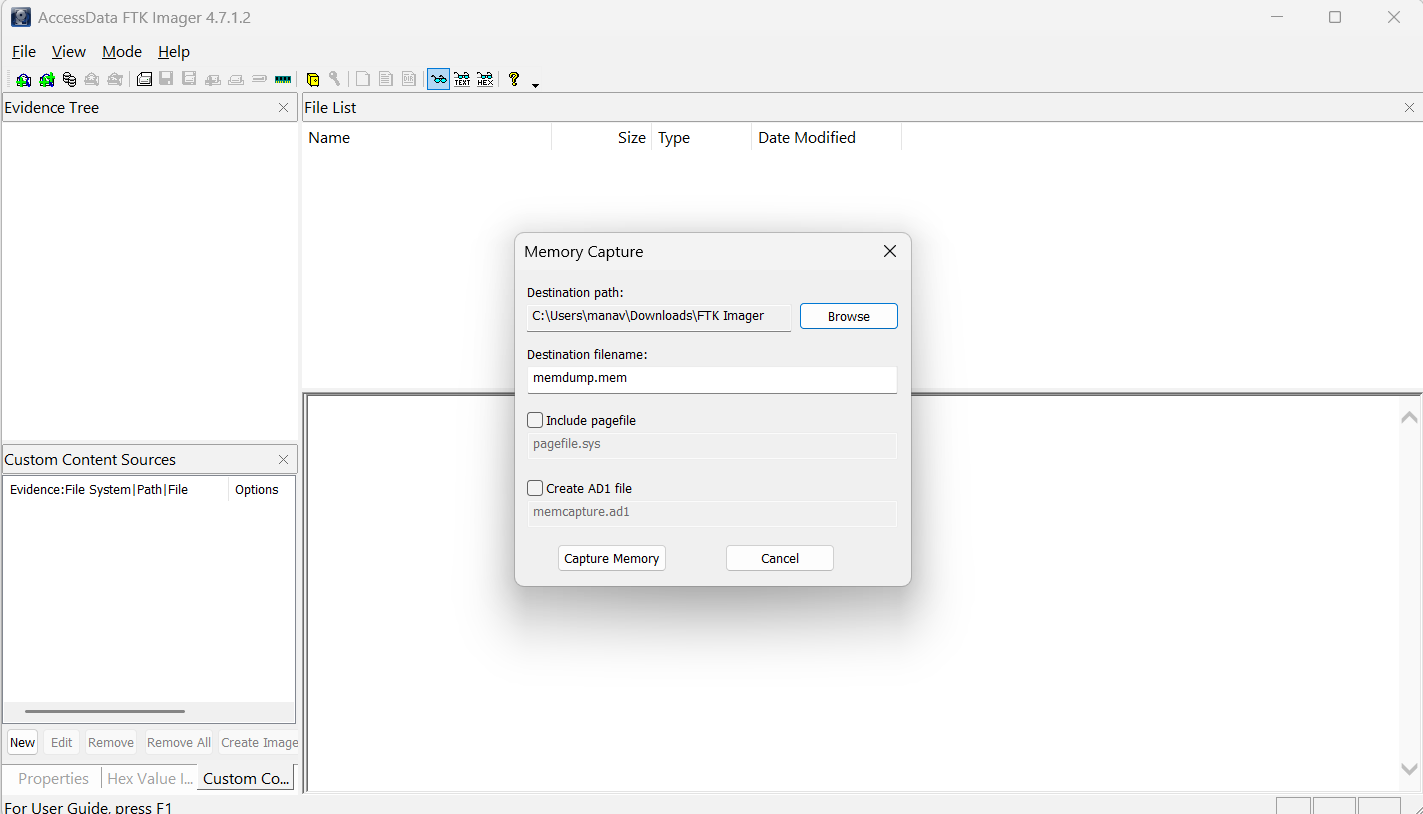 AccessData FTK Imager 4.7.1.2
File View Mode Help
TEXT HEX ?
Evidence Tree
File List
Name Size Type Date Modified
Memory Capture
Destination path:
C:\Users\manav\Downloads\FTK Imager Browse
Destination filename:
memdump.mem
Include pagefile
pagefile.sys
Create AD1 file
memcapture.ad1
Capture Memory Cancel
Custom Content Sources
Evidence:File System|Path|File Options
New Edit Remove Remove All Create Image
Properties Hex Value I... Custom Co...
For User Guide, press F1